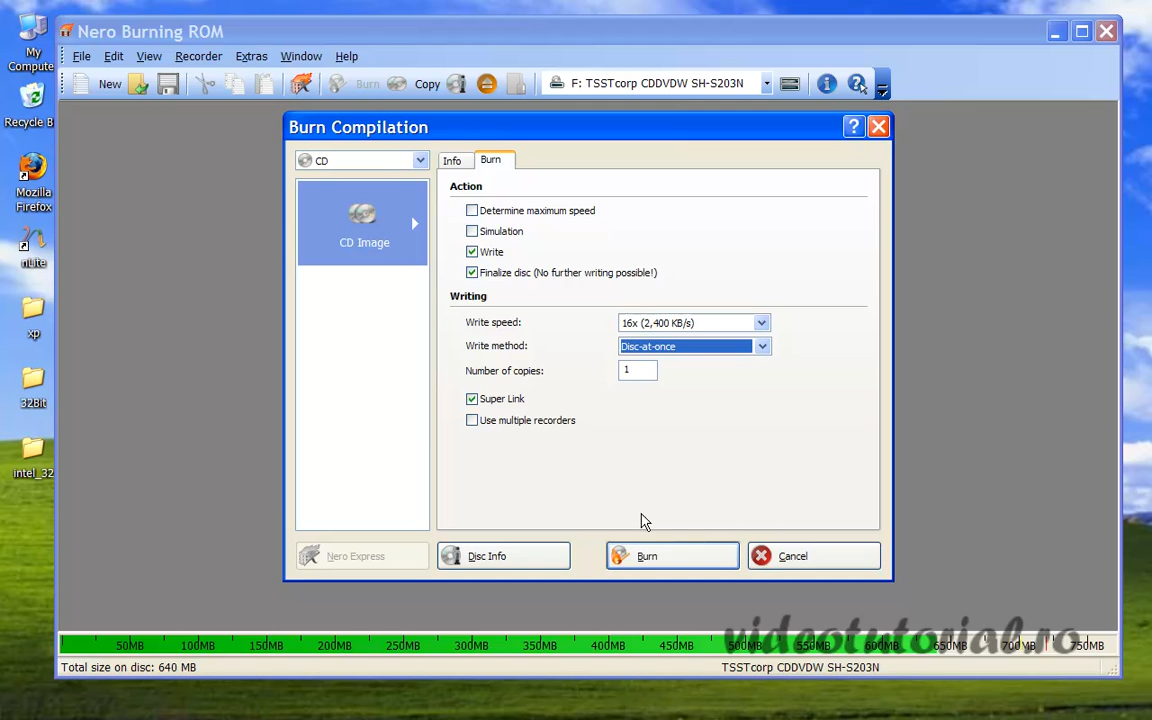 My
Compute
Recycle B
Mozilla
Firefox
nLite
xp
32Bit
intel_32
Nero Burning ROM
File Edit View Recorder Extras Window Help
New Burn Copy F: TSSTcorp CDDVDW SH-S203N
Burn Compilation
CD
Info Burn
CD Image
Action
Determine maximum speed
Simulation
Write
Finalize disc (No further writing possible!)
Writing
Write speed: 16x (2,400 KB/s)
Write method: Disc-at-once
Number of copies: 1
Super Link
Use multiple recorders
Nero Express Disc Info Burn Cancel
50MB 100MB 150MB 200MB 250MB 300MB 350MB 400MB 450MB 500MB 550MB 600MB 650MB 700MB 750MB
videotutorial.ro
Total size on disc: 640 MB TSSTcorp CDDVDW SH-S203N